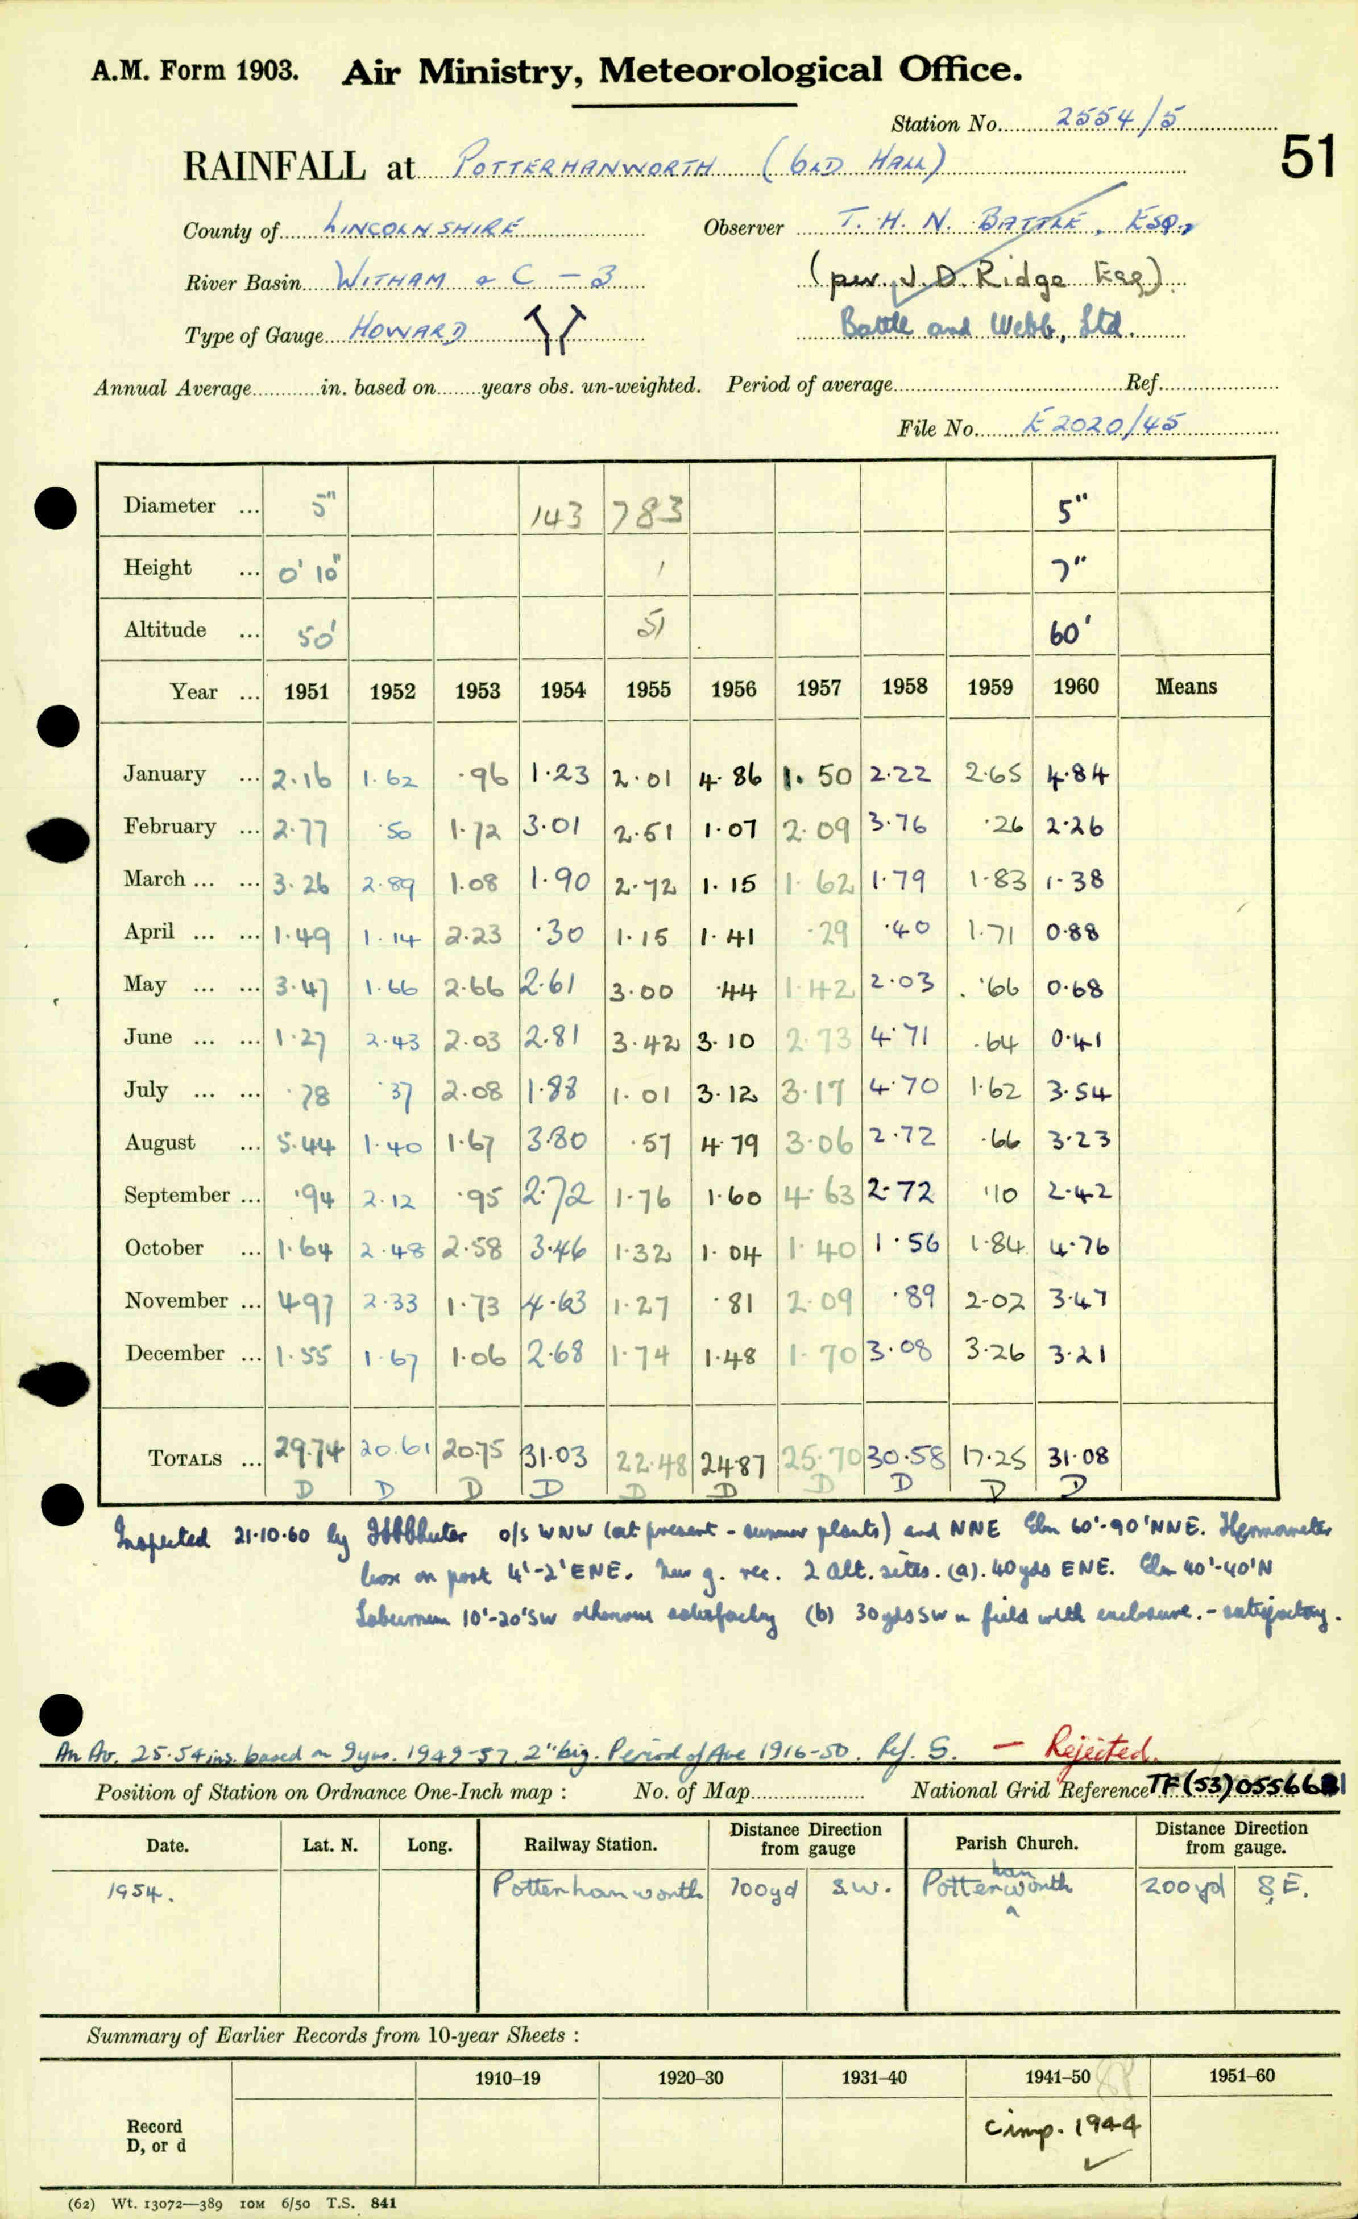 A.M. Form 1903. Air Ministry, Meteorological Office.
Station No. 2554/5
51
RAINFALL at POTTERHANWORTH (OLD HALL)
County of LINCOLNSHIRE Observer T. H. N. BATTLE, ESQ.
River Basin WITHAM & C - 3 (per J.D. Ridge Esq).
Type of Gauge HOWARD Battle and Webb, Ltd.
Annual Average in. based on years obs. un-weighted. Period of average Ref.
File No. E2020/45
Diameter ... 5" 143 783 5"
Height ... 0' 10" 1 7"
Altitude ... 50' 51 60'
Year ... 1951 1952 1953 1954 1955 1956 1957 1958 1959 1960 Means
January ... 2.16 1.62 .96 1.23 2.01 4.86 1.50 2.22 2.65 4.84
February ... 2.77 .50 1.72 3.01 2.51 1.07 2.09 3.76 .26 2.26
March ... ... 3.26 2.89 1.08 1.90 2.72 1.15 1.62 1.79 1.83 1.38
April ... ... 1.49 1.14 2.23 .30 1.15 1.41 .29 .40 1.71 0.88
May ... ... 3.47 1.66 2.66 2.61 3.00 .44 1.42 2.03 .66 0.68
June ... ... 1.27 2.43 2.03 2.81 3.42 3.10 2.73 4.71 .64 0.41
July ... ... .78 .37 2.08 1.88 1.01 3.12 3.17 4.70 1.62 3.54
August ... 5.44 1.40 1.67 3.80 .57 4.79 3.06 2.72 .66 3.23
September ... .94 2.12 .95 2.72 1.76 1.60 4.63 2.72 .10 2.42
October ... 1.64 2.48 2.58 3.46 1.32 1.04 1.40 1.56 1.84 4.76
November ... 4.97 2.33 1.73 4.63 1.27 .81 2.09 .89 2.02 3.47
December ... 1.55 1.67 1.06 2.68 1.74 1.48 1.70 3.08 3.26 3.21
TOTALS ... 29.74 20.61 20.75 31.03 22.48 24.87 25.70 30.58 17.25 31.08
D D D D D D D D D D
Inspected 21.10.60 by o/s WNW (at present - summer plants) and NNE Elm 60'-90'NNE. Thermometer
box on post 4'-2'ENE. New g. rec. 2 alt. sites. (a). 40yds ENE. Elm 40'-40'N
Laburnum 10'-20'SW otherwise satisfactory (b) 30yds SW in field with enclosure. - satisfactory.
An Av. 25.54 ins. based on 9 yrs. 1949-57. 2" big. Period of Ave 1916-50. Ref. S. — Rejected.
Position of Station on Ordnance One-Inch map : No. of Map National Grid Reference TF(53)055661
Date. Lat. N. Long. Railway Station. Distance from gauge Direction Parish Church. Distance from gauge. Direction
1954. Potterhanworth 700yd S.W. Potterhanworth 200yd S.E.
Summary of Earlier Records from 10-year Sheets :
1910–19 1920–30 1931–40 1941–50 1951–60
Record
D, or d
Cimp. 1944
(62) Wt. 13072—389 10M 6/50 T.S. 841